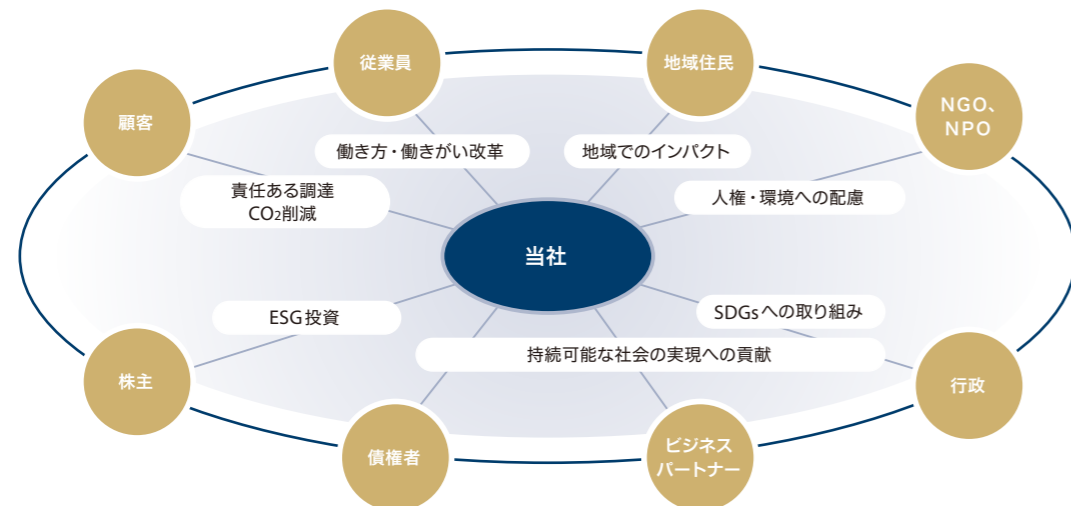 従業員
地域住民
顧客
NGO、
NPO
働き方・働きがい改革
地域でのインパクト
責任ある調達
CO₂削減
人権・環境への配慮
当社
ESG投資
SDGsへの取り組み
持続可能な社会の実現への貢献
株主
行政
債権者
ビジネス
パートナー